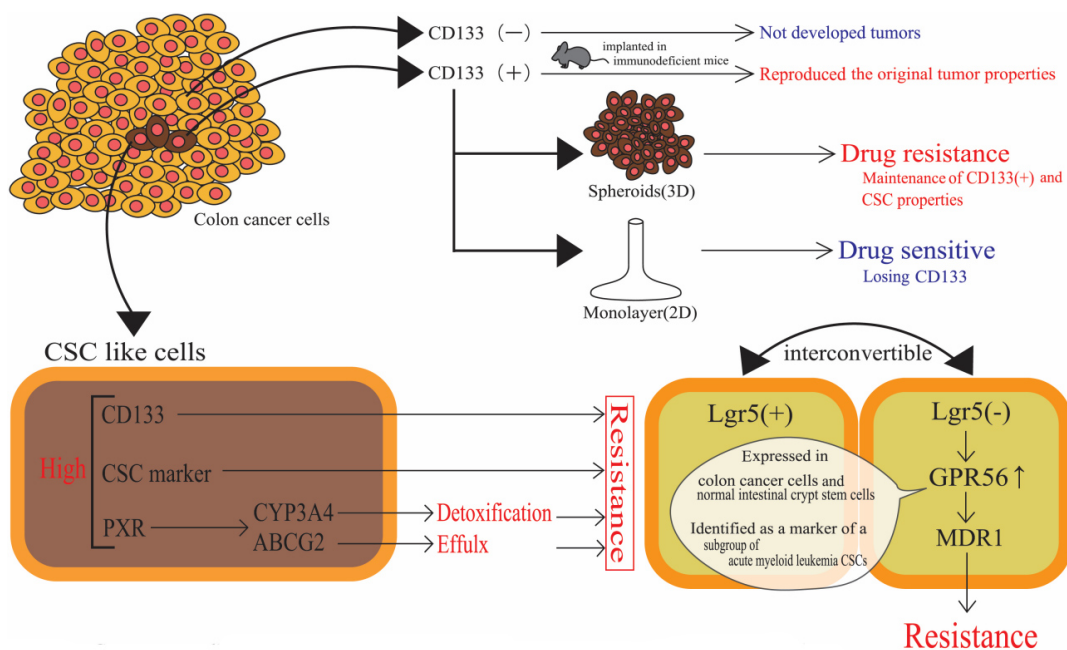 CD133 (−)
Not developed tumors
implanted in
immunodeficient mice
CD133 (+)
Reproduced the original tumor properties
Colon cancer cells
Spheroids(3D)
Drug resistance
Maintenance of CD133(+) and
CSC properties
Monolayer(2D)
Drug sensitive
Losing CD133
CSC like cells
High
CD133
CSC marker
PXR
CYP3A4
ABCG2
Detoxification
Effulx
Resistance
interconvertible
Lgr5(+)
Lgr5(-)
Expressed in
colon cancer cells and
normal intestinal crypt stem cells
Identified as a marker of a
subgroup of
acute myeloid leukemia CSCs
GPR56↑
MDR1
Resistance